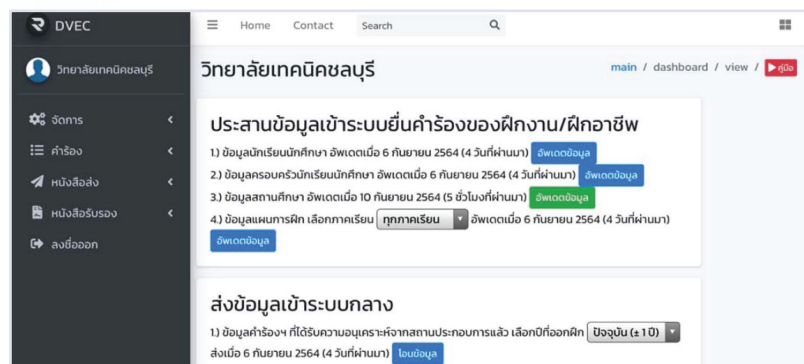 DVEC
Home Contact Search
วิทยาลัยเทคนิคชลบุรี
วิทยาลัยเทคนิคชลบุรี
main / dashboard / view / คู่มือ
จัดการ
คำร้อง
หนังสือส่ง
หนังสือรับรอง
ลงชื่อออก
ประสานข้อมูลเข้าระบบยื่นคำร้องของฝึกงาน/ฝึกอาชีพ
1.) ข้อมูลนักเรียนนักศึกษา อัพเดตเมื่อ 6 กันยายน 2564 (4 วันที่ผ่านมา) อัพเดตข้อมูล
2.) ข้อมูลครอบครัวนักเรียนนักศึกษา อัพเดตเมื่อ 6 กันยายน 2564 (4 วันที่ผ่านมา) อัพเดตข้อมูล
3.) ข้อมูลสถานศึกษา อัพเดตเมื่อ 10 กันยายน 2564 (5 ชั่วโมงที่ผ่านมา) อัพเดตข้อมูล
4.) ข้อมูลแผนการฝึก เลือกภาคเรียน ทุกภาคเรียน อัพเดตเมื่อ 6 กันยายน 2564 (4 วันที่ผ่านมา)
อัพเดตข้อมูล
ส่งข้อมูลเข้าระบบกลาง
1.) ข้อมูลคำร้องฯ ที่ได้รับความอนุเคราะห์จากสถานประกอบการแล้ว เลือกปีที่ออกฝึก ปัจจุบัน (± 1 ปี)
ส่งเมื่อ 6 กันยายน 2564 (4 วันที่ผ่านมา) โอนข้อมูล